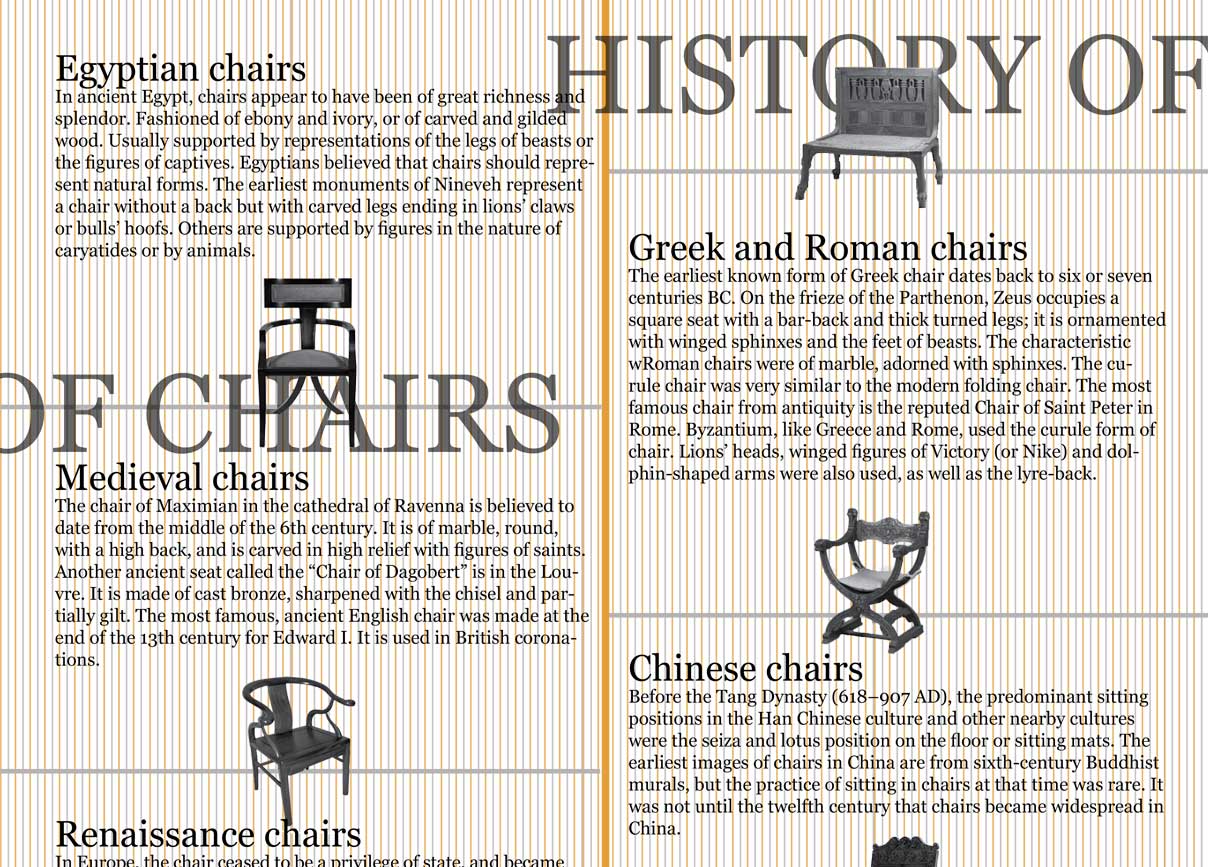 HISTORY OF
Egyptian chairs
In ancient Egypt, chairs appear to have been of great richness and
splendor. Fashioned of ebony and ivory, or of carved and gilded
wood. Usually supported by representations of the legs of beasts or
the figures of captives. Egyptians believed that chairs should repre-
sent natural forms. The earliest monuments of Nineveh represent
a chair without a back but with carved legs ending in lions’ claws
or bulls’ hoofs. Others are supported by figures in the nature of
caryatides or by animals.
OF CHAIRS
Medieval chairs
The chair of Maximian in the cathedral of Ravenna is believed to
date from the middle of the 6th century. It is of marble, round,
with a high back, and is carved in high relief with figures of saints.
Another ancient seat called the “Chair of Dagobert” is in the Lou-
vre. It is made of cast bronze, sharpened with the chisel and par-
tially gilt. The most famous, ancient English chair was made at the
end of the 13th century for Edward I. It is used in British corona-
tions.
Renaissance chairs
In Europe, the chair ceased to be a privilege of state, and became
Greek and Roman chairs
The earliest known form of Greek chair dates back to six or seven
centuries BC. On the frieze of the Parthenon, Zeus occupies a
square seat with a bar-back and thick turned legs; it is ornamented
with winged sphinxes and the feet of beasts. The characteristic
wRoman chairs were of marble, adorned with sphinxes. The cu-
rule chair was very similar to the modern folding chair. The most
famous chair from antiquity is the reputed Chair of Saint Peter in
Rome. Byzantium, like Greece and Rome, used the curule form of
chair. Lions’ heads, winged figures of Victory (or Nike) and dol-
phin-shaped arms were also used, as well as the lyre-back.
Chinese chairs
Before the Tang Dynasty (618–907 AD), the predominant sitting
positions in the Han Chinese culture and other nearby cultures
were the seiza and lotus position on the floor or sitting mats. The
earliest images of chairs in China are from sixth-century Buddhist
murals, but the practice of sitting in chairs at that time was rare. It
was not until the twelfth century that chairs became widespread in
China.